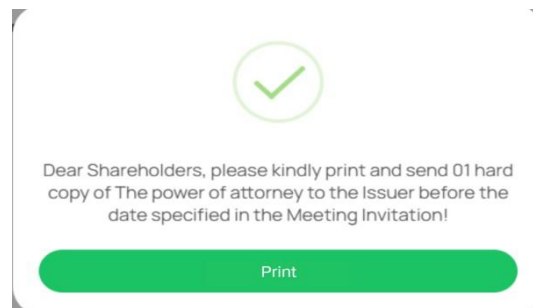 Dear Shareholders, please kindly print and send 01 hard
copy of The power of attorney to the Issuer before the
date specified in the Meeting Invitation!
Print